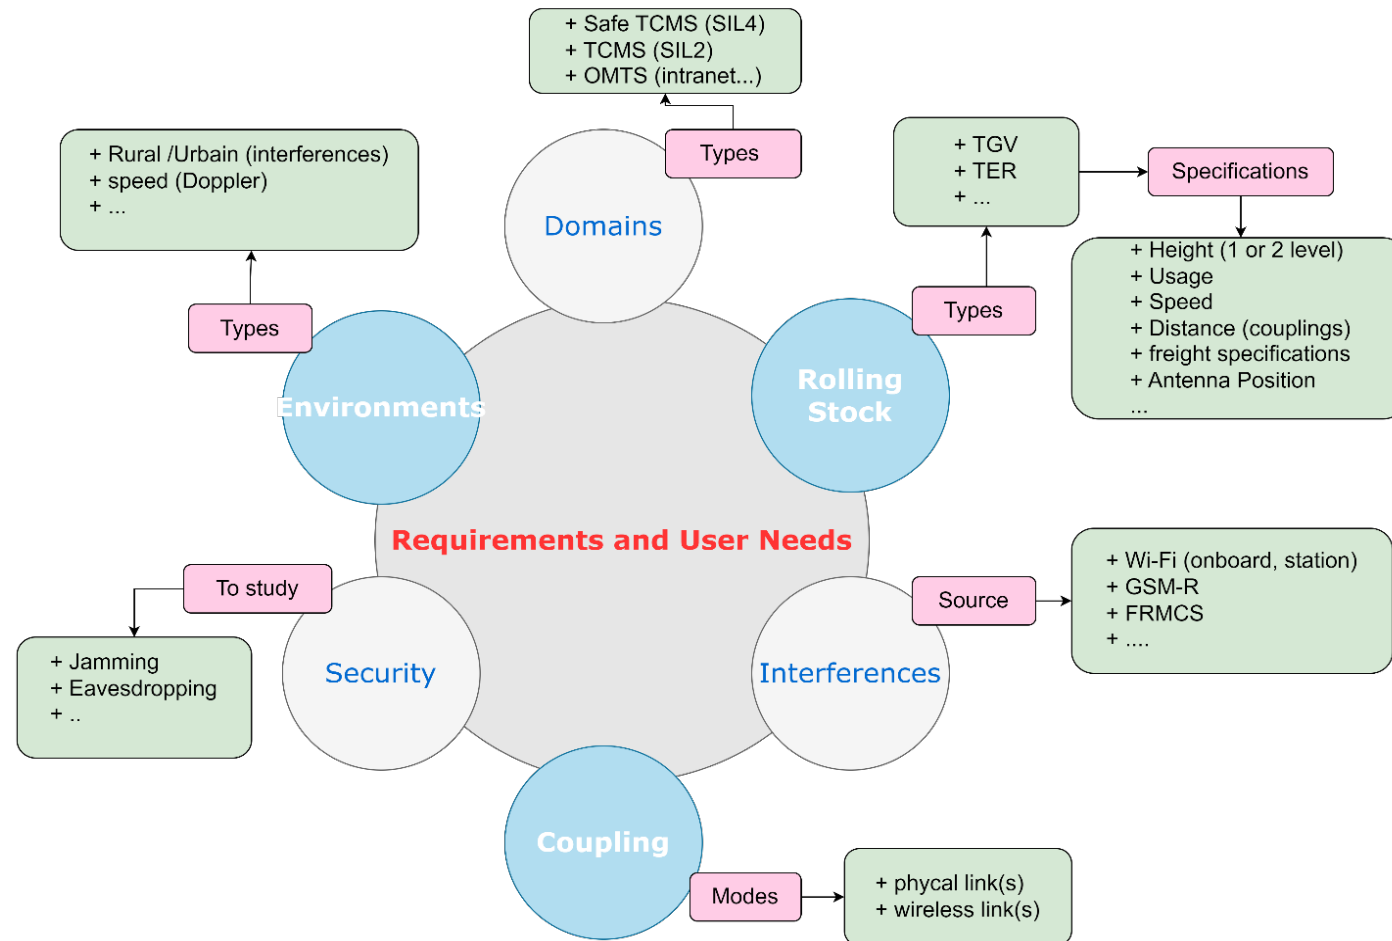 + Safe TCMS (SIL4)
+ TCMS (SIL2)
+ OMTS (intranet...)
Types
Domains
+ Rural /Urbain (interferences)
+ speed (Doppler)
+ ...
Types
Environments
+ TGV
+ TER
+ ...
Specifications
Types
Rolling
Stock
+ Height (1 or 2 level)
+ Usage
+ Speed
+ Distance (couplings)
+ freight specifications
+ Antenna Position
...
Requirements and User Needs
To study
Security
+ Jamming
+ Eavesdropping
+ ..
Source
Interferences
+ Wi-Fi (onboard, station)
+ GSM-R
+ FRMCS
+ ....
Coupling
Modes
+ phycal link(s)
+ wireless link(s)